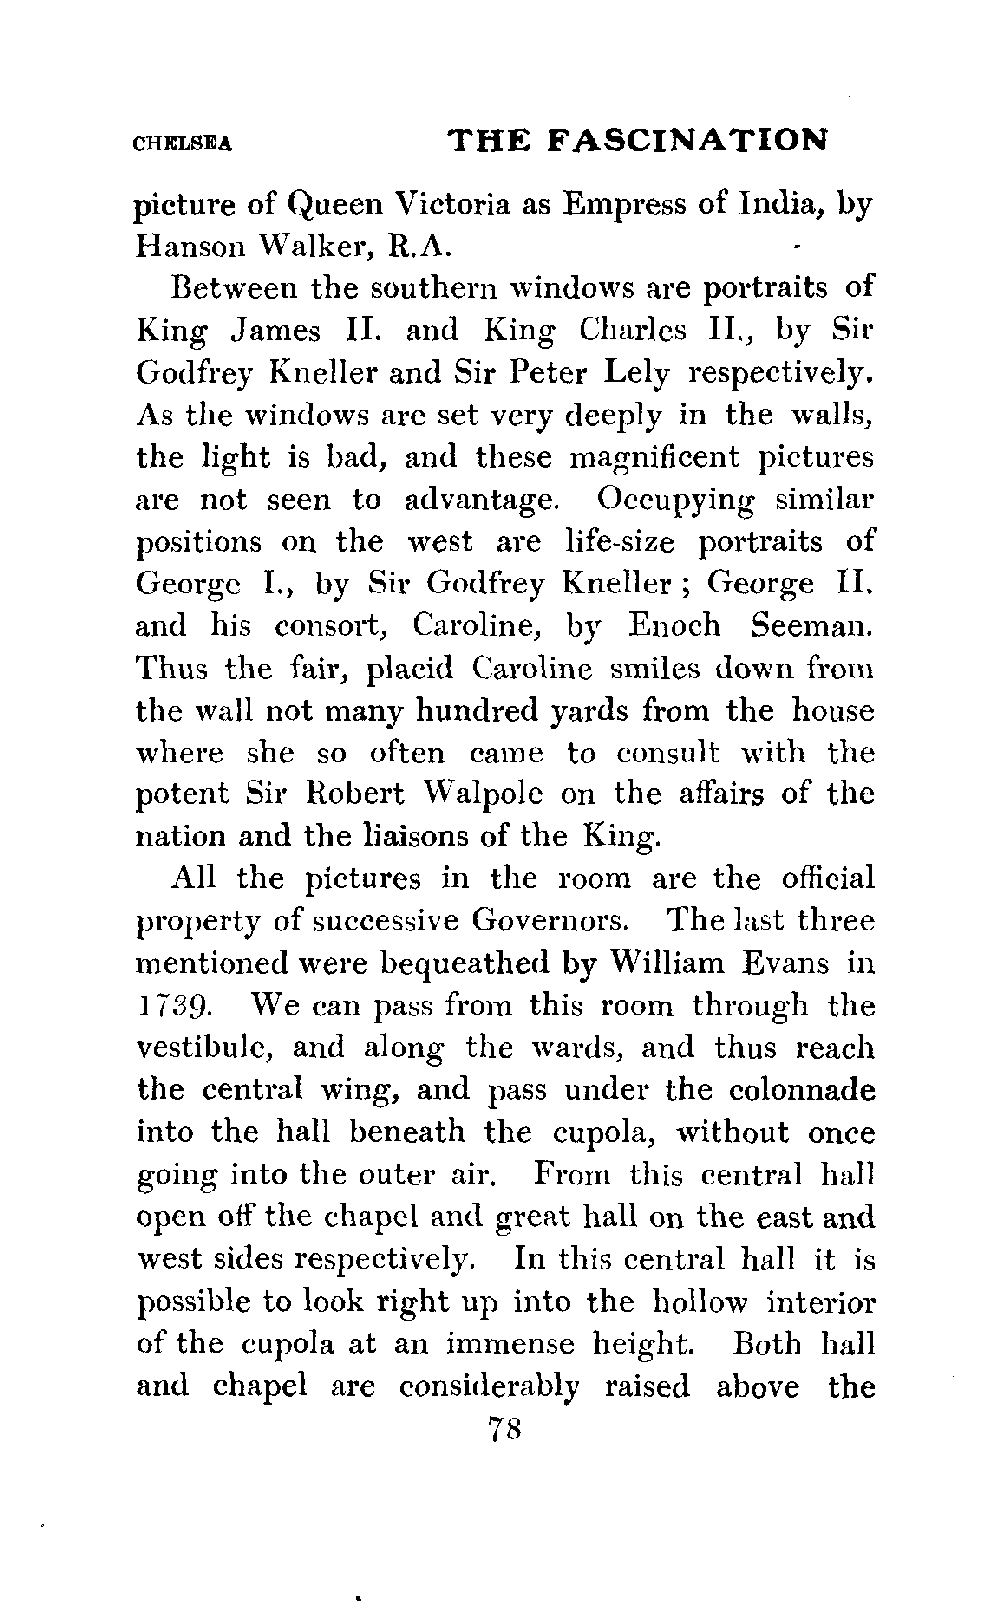 CHELSEA THE FASCINATION
picture of Queen Victoria as Empress of India, by
Hanson Walker, R.A.
Between the southern windows are portraits of
King James II. and King Charles II., by Sir
Godfrey Kneller and Sir Peter Lely respectively.
As the windows are set very deeply in the walls,
the light is bad, and these magnificent pictures
are not seen to advantage. Occupying similar
positions on the west are life-size portraits of
George I., by Sir Godfrey Kneller ; George II.
and his consort, Caroline, by Enoch Seeman.
Thus the fair, placid Caroline smiles down from
the wall not many hundred yards from the house
where she so often came to consult with the
potent Sir Robert Walpole on the affairs of the
nation and the liaisons of the King.
All the pictures in the room are the official
property of successive Governors. The last three
mentioned were bequeathed by William Evans in
1739. We can pass from this room through the
vestibule, and along the wards, and thus reach
the central wing, and pass under the colonnade
into the hall beneath the cupola, without once
going into the outer air. From this central hall
open off the chapel and great hall on the east and
west sides respectively. In this central hall it is
possible to look right up into the hollow interior
of the cupola at an immense height. Both hall
and chapel are considerably raised above the
78